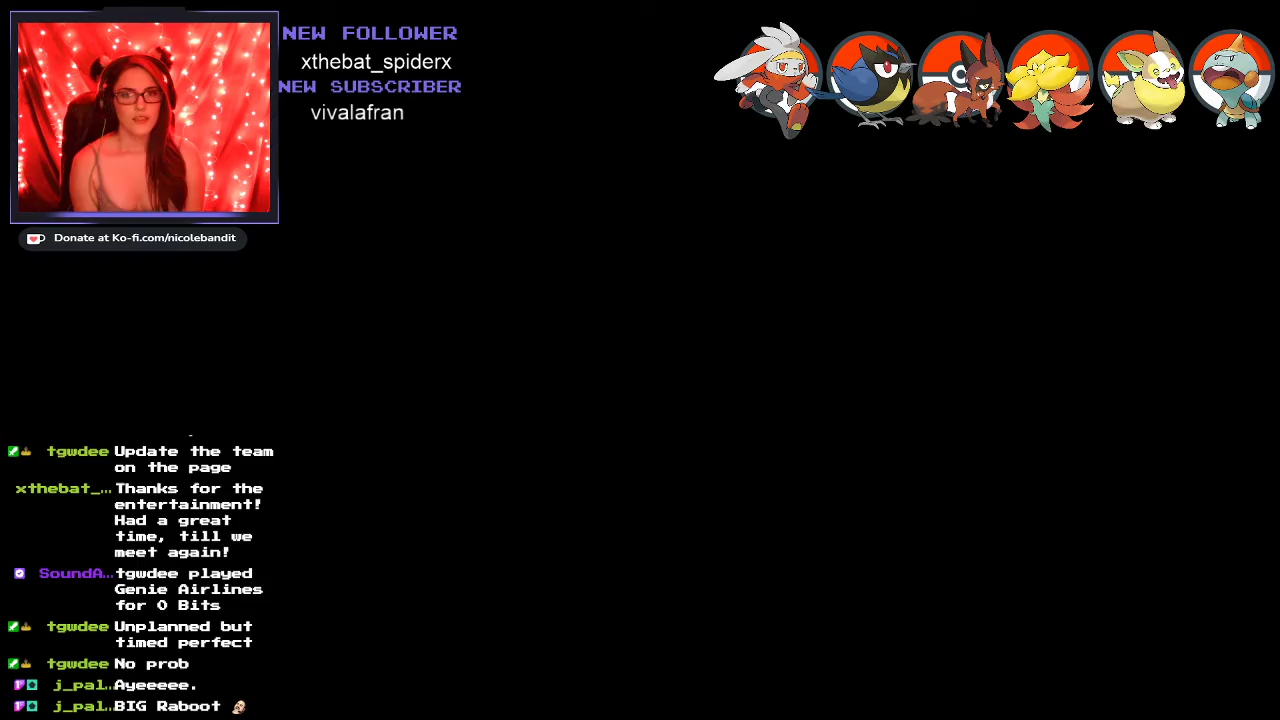 NEW FOLLOWER
xthebat_spiderx
NEW SUBSCRIBER
vivalafran
Donate at Ko-fi.com/nicolebandit
tgwdee Update the team
on the page
xthebat_... Thanks for the
entertainment!
Had a great
time, till we
meet again!
SoundA... tgwdee played
Genie Airlines
for 0 Bits
tgwdee Unplanned but
timed perfect
tgwdee No prob
j_pal... Ayeeeee.
j_pal... BIG Raboot